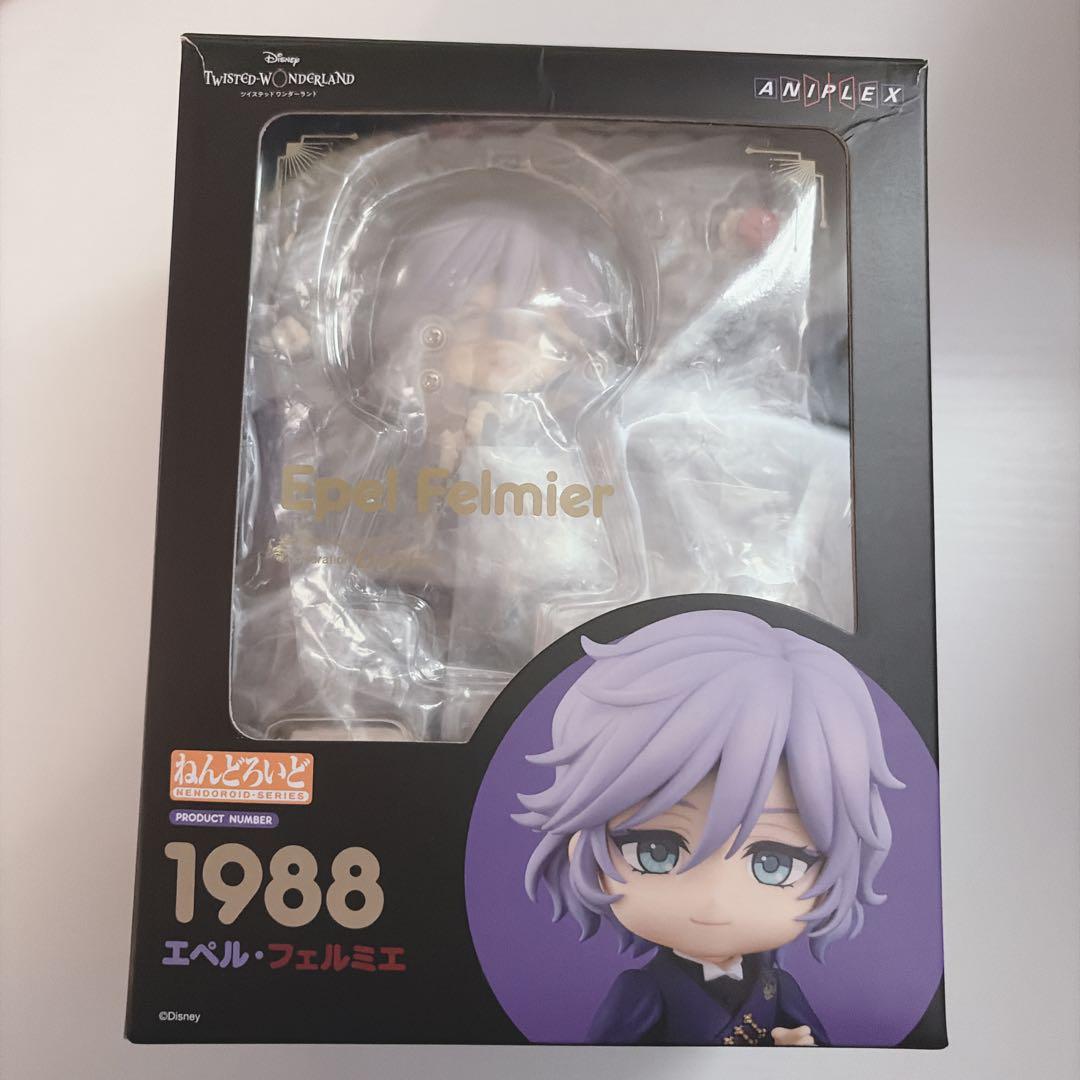 Disney
TWISTED-WONDERLAND
ツイステッドワンダーランド
ANIPLEX
Epel Felmier
ねんどろいど
NENDOROID・SERIES
PRODUCT NUMBER
1988
エペル・フェルミエ
©Disney